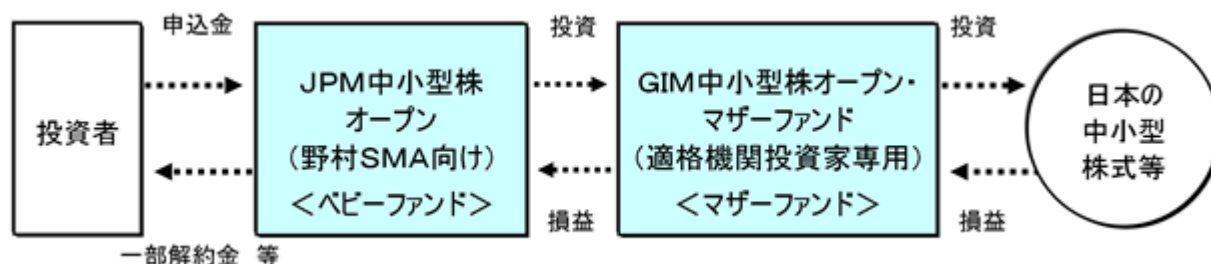 申込金
投資
投資
投資者
JPM中小型株
オープン
（野村SMA向け）
＜ベビーファンド＞
GIM中小型株オープン・
マザーファンド
（適格機関投資家専用）
＜マザーファンド＞
日本の
中小型
株式等
一部解約金 等
損益
損益